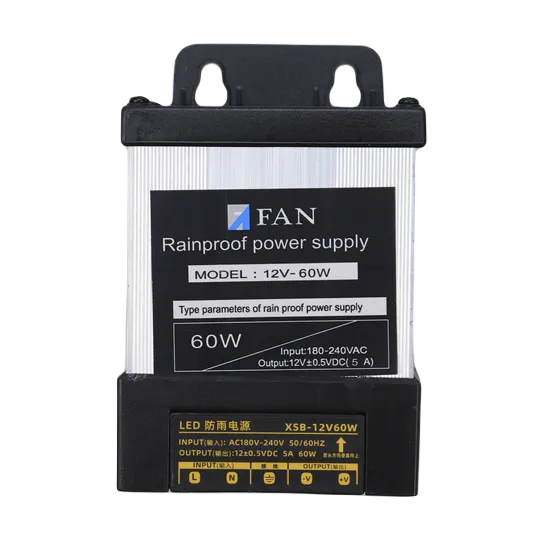 FAN
Rainproof power supply
MODEL : 12V-60W
Type parameters of rain proof power supply
60W
Input:180-240VAC
Output:12V±0.5VDC( 5 A)
LED 防雨电源 XSB-12V60W
INPUT(输入): AC180V-240V 50/60HZ
OUTPUT(输出):12±0.5VDC 5A 60W
INPUT(输入) 接地 OUTPUT(输出)
L N -V +V